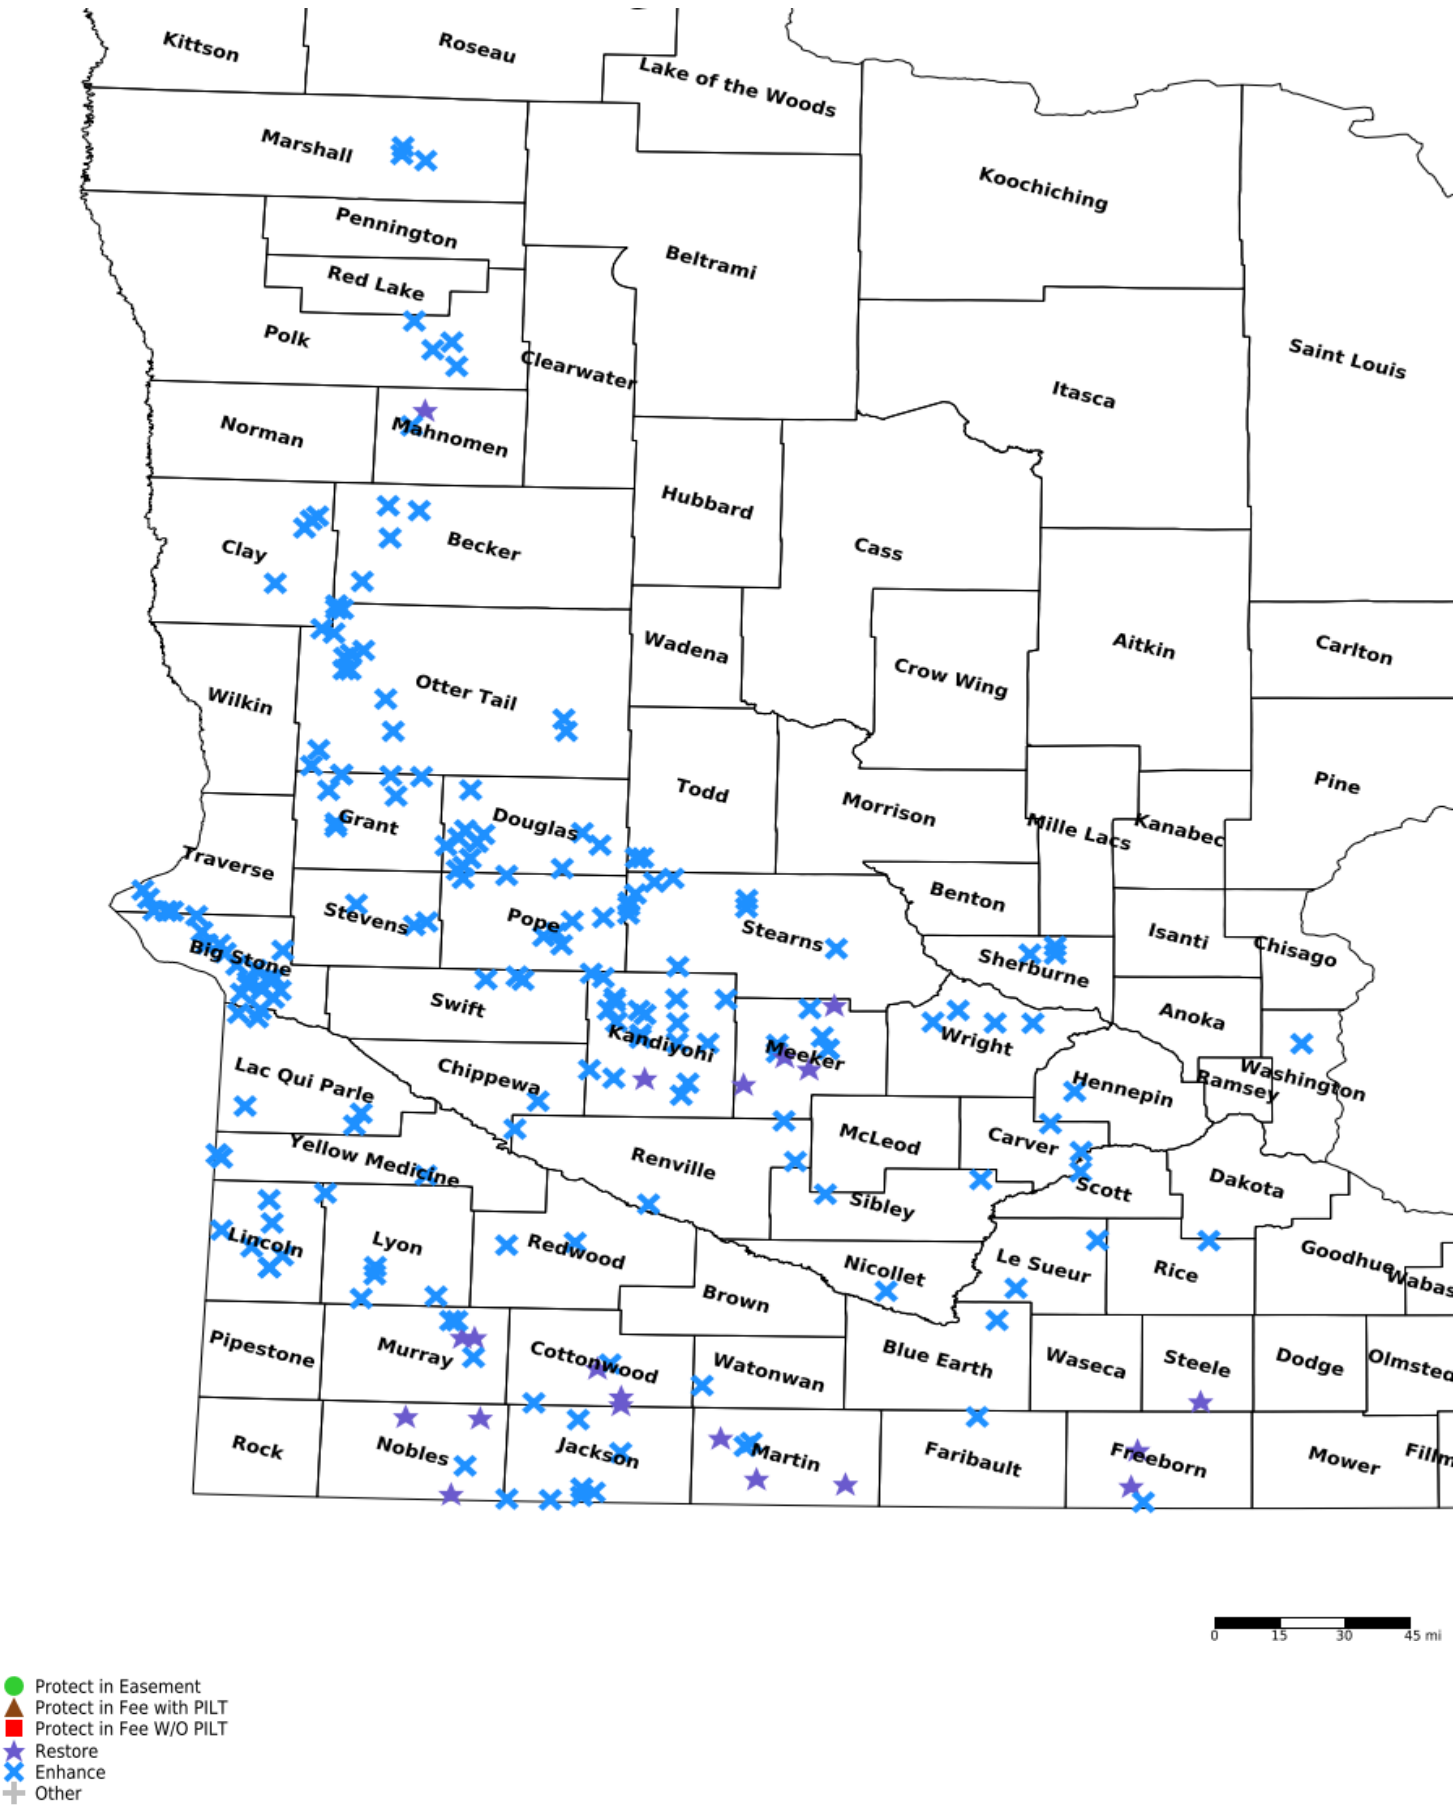 Kittson
Roseau
Lake of the Woods
Marshall
Koochiching
Pennington
Beltrami
Red Lake
Polk
Clearwater
Saint Louis
Itasca
Norman
Mahnomen
Hubbard
Clay
Becker
Cass
Wadena
Aitkin
Carlton
Otter Tail
Crow Wing
Wilkin
Todd
Morrison
Pine
Grant
Douglas
Mille Lacs
Kanabec
Traverse
Benton
Stevens
Pope
Stearns
Isanti
Chisago
Big Stone
Sherburne
Swift
Anoka
Kandiyohi
Meeker
Wright
Lac Qui Parle
Chippewa
Hennepin
Ramsey
Washington
Yellow Medicine
Renville
McLeod
Carver
Scott
Dakota
Sibley
Lincoln
Lyon
Redwood
Nicollet
Le Sueur
Rice
Goodhue
Wabas
Brown
Pipestone
Murray
Cottonwood
Watonwan
Blue Earth
Waseca
Steele
Dodge
Olmsted
Rock
Nobles
Jackson
Martin
Faribault
Freeborn
Mower
Fillm
0 15 30 45 mi
Protect in Easement
Protect in Fee with PILT
Protect in Fee W/O PILT
Restore
Enhance
Other